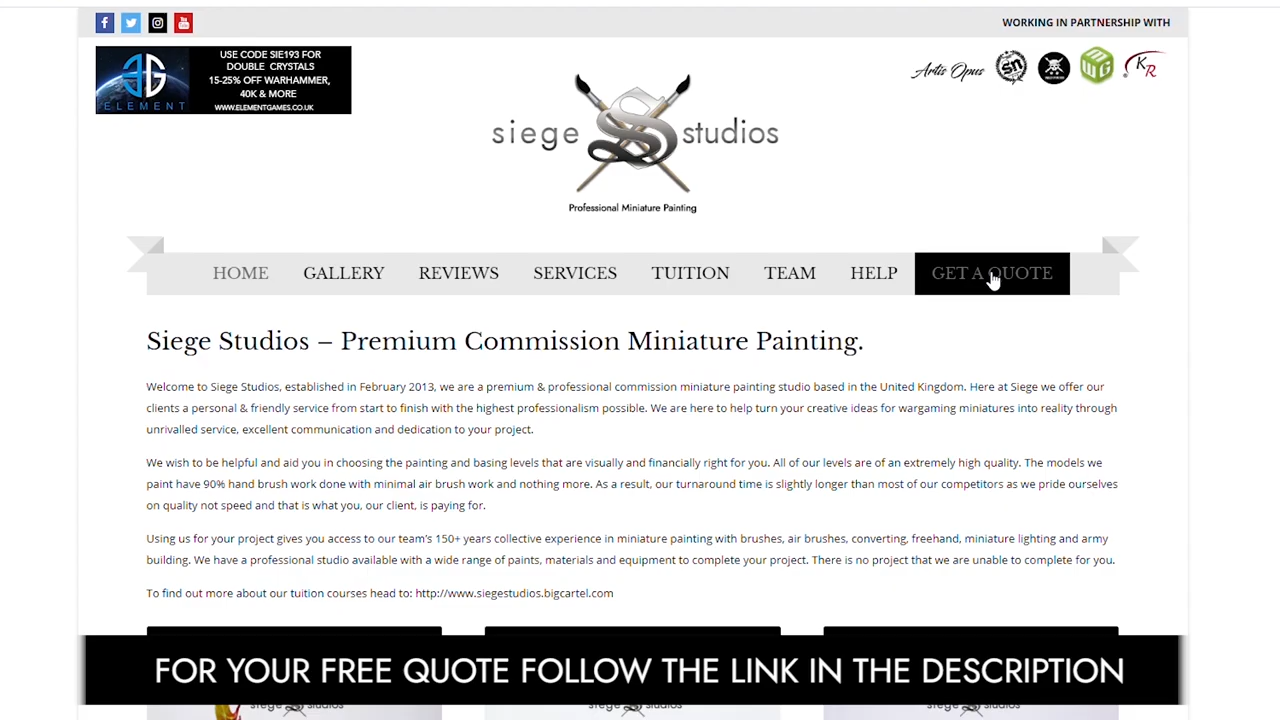 WORKING IN PARTNERSHIP WITH
USE CODE SIE193 FOR
DOUBLE CRYSTALS
15-25% OFF WARHAMMER,
40K & MORE
WWW.ELEMENTGAMES.CO.UK
ELEMENT
Artis Opus
KR
siege studios
Professional Miniature Painting
HOME GALLERY REVIEWS SERVICES TUITION TEAM HELP GET A QUOTE
Siege Studios – Premium Commission Miniature Painting.
Welcome to Siege Studios, established in February 2013, we are a premium & professional commission miniature painting studio based in the United Kingdom. Here at Siege we offer our
clients a personal & friendly service from start to finish with the highest professionalism possible. We are here to help turn your creative ideas for wargaming miniatures into reality through
unrivalled service, excellent communication and dedication to your project.
We wish to be helpful and aid you in choosing the painting and basing levels that are visually and financially right for you. All of our levels are of an extremely high quality. The models we
paint have 90% hand brush work done with minimal air brush work and nothing more. As a result, our turnaround time is slightly longer than most of our competitors as we pride ourselves
on quality not speed and that is what you, our client, is paying for.
Using us for your project gives you access to our team's 150+ years collective experience in miniature painting with brushes, air brushes, converting, freehand, miniature lighting and army
building. We have a professional studio available with a wide range of paints, materials and equipment to complete your project. There is no project that we are unable to complete for you.
To find out more about our tuition courses head to: http://www.siegestudios.bigcartel.com
FOR YOUR FREE QUOTE FOLLOW THE LINK IN THE DESCRIPTION